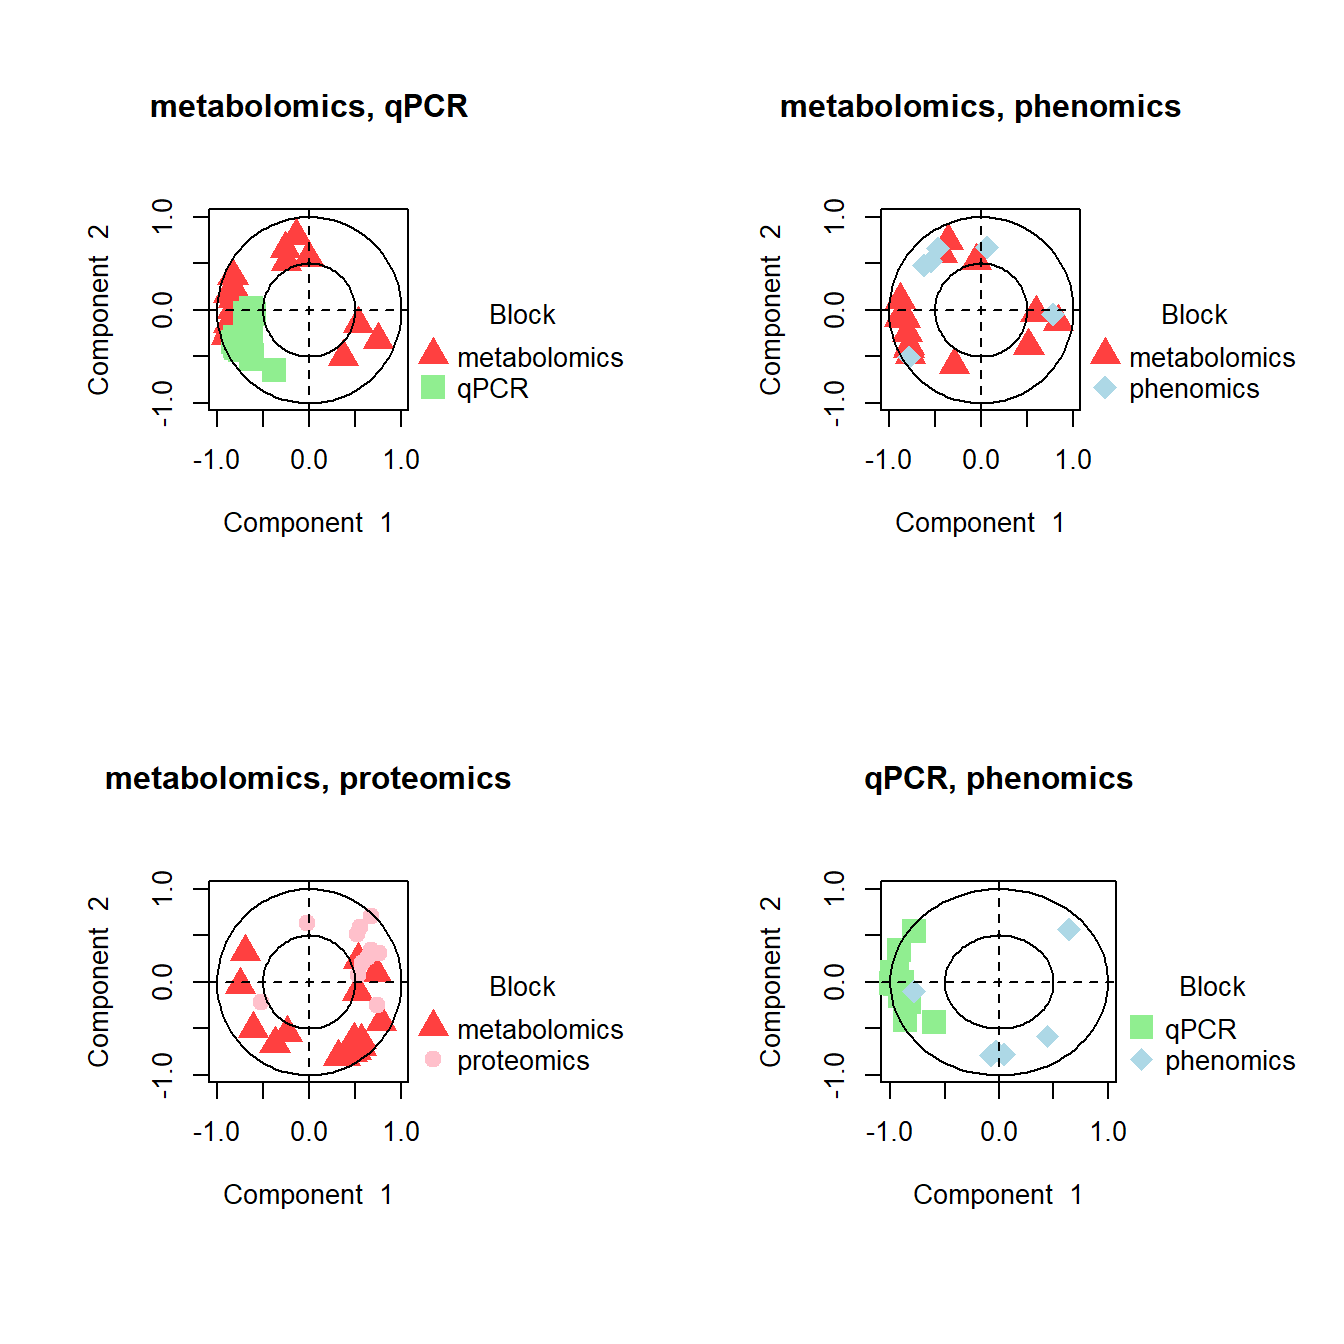 metabolomics, qPCR
Component 2
1.0
0.0
-1.0
-1.0 0.0 1.0
Component 1
Block
metabolomics
qPCR
metabolomics, phenomics
Component 2
1.0
0.0
-1.0
-1.0 0.0 1.0
Component 1
Block
metabolomics
phenomics
metabolomics, proteomics
Component 2
1.0
0.0
-1.0
-1.0 0.0 1.0
Component 1
Block
metabolomics
proteomics
qPCR, phenomics
Component 2
1.0
0.0
-1.0
-1.0 0.0 1.0
Component 1
Block
qPCR
phenomics